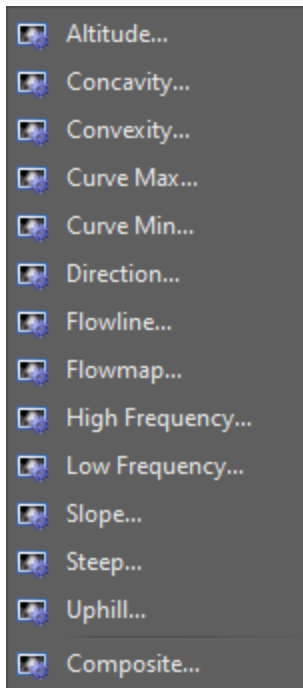 Altitude...
Concavity...
Convexity...
Curve Max...
Curve Min...
Direction...
Flowline...
Flowmap...
High Frequency...
Low Frequency...
Slope...
Steep...
Uphill...
Composite...